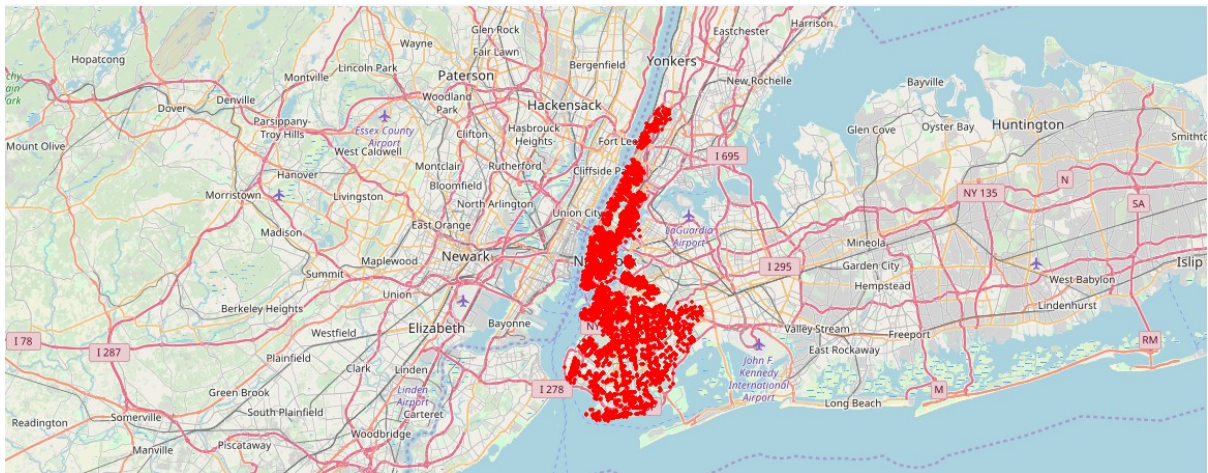 Glen Rock
Harrison
Eastchester
Hopatcong
Wayne
Fair Lawn
Lincoln Park
Montville
Bergenfield
Yonkers
Paterson
New Rochelle
Bayville
Denville
Woodland
Park
Hackensack
Dover
Parsippany-
Troy Hills
Essex County
Airport
Clifton
Hasbrouck
Heights
Glen Cove
Oyster Bay
Huntington
Smithto
Mount Olive
West Caldwell
Fort Lee
I 695
Hanover
Montclair
Rutherford
Cliffside Pa
Livingston
Bloomfield
N
NY 135
SA
Morristown
North Arlington
Union City
LaGuardia
Airport
East Orange
Madison
Mineola
Maplewood
Newark
N
I 295
Garden City
West Babylon
Islip
Summit
Hempstead
Union
Lindenhurst
Berkeley Heights
Elizabeth
Bayonne
NY
Valley Stream
Freeport
Westfield
East Rockaway
RM
I 78
I 287
Plainfield
Clark
Linden
I 278
John F.
Kennedy
International
Airport
M
Green Brook
Linden
Airport
Long Beach
South Plainfield
Carteret
Readington
Somerville
Woodbridge
Manville
Piscataway